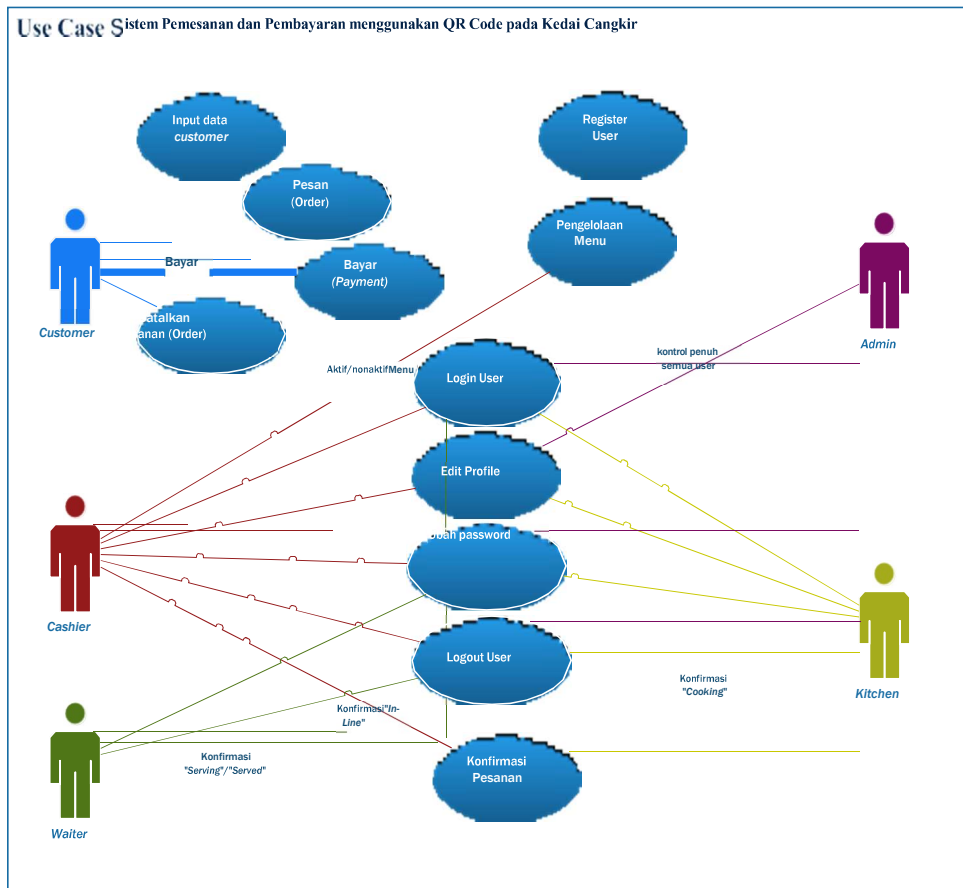 Use Case Sistem Pemesanan dan Pembayaran menggunakan QR Code pada Kedai Cangkir
Input data
customer
Register
User
Pesan
(Order)
Pengelolaan
Menu
Bayar
Bayar
(Payment)
Customer
atalkan
anan (Order)
Admin
kontrol penuh
semua user
Aktif/nonaktifMenu
Login User
Edit Profile
password
Cashier
Logout User
Kitchen
Konfirmasi
"Cooking"
Konfirmasi"In-
Line"
Konfirmasi
"Serving"/"Served"
Konfirmasi
Pesanan
Waiter